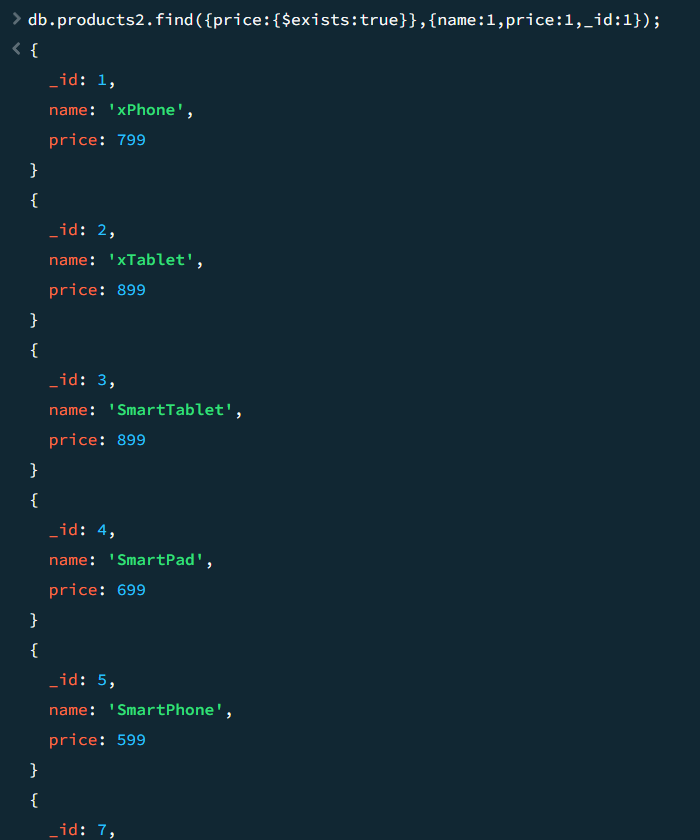 > db.products2.find({price:{$exists:true}},{name:1,price:1,_id:1});
< {
_id: 1,
name: 'xPhone',
price: 799
}
{
_id: 2,
name: 'xTablet',
price: 899
}
{
_id: 3,
name: 'SmartTablet',
price: 899
}
{
_id: 4,
name: 'SmartPad',
price: 699
}
{
_id: 5,
name: 'SmartPhone',
price: 599
}
{
_id: 7,